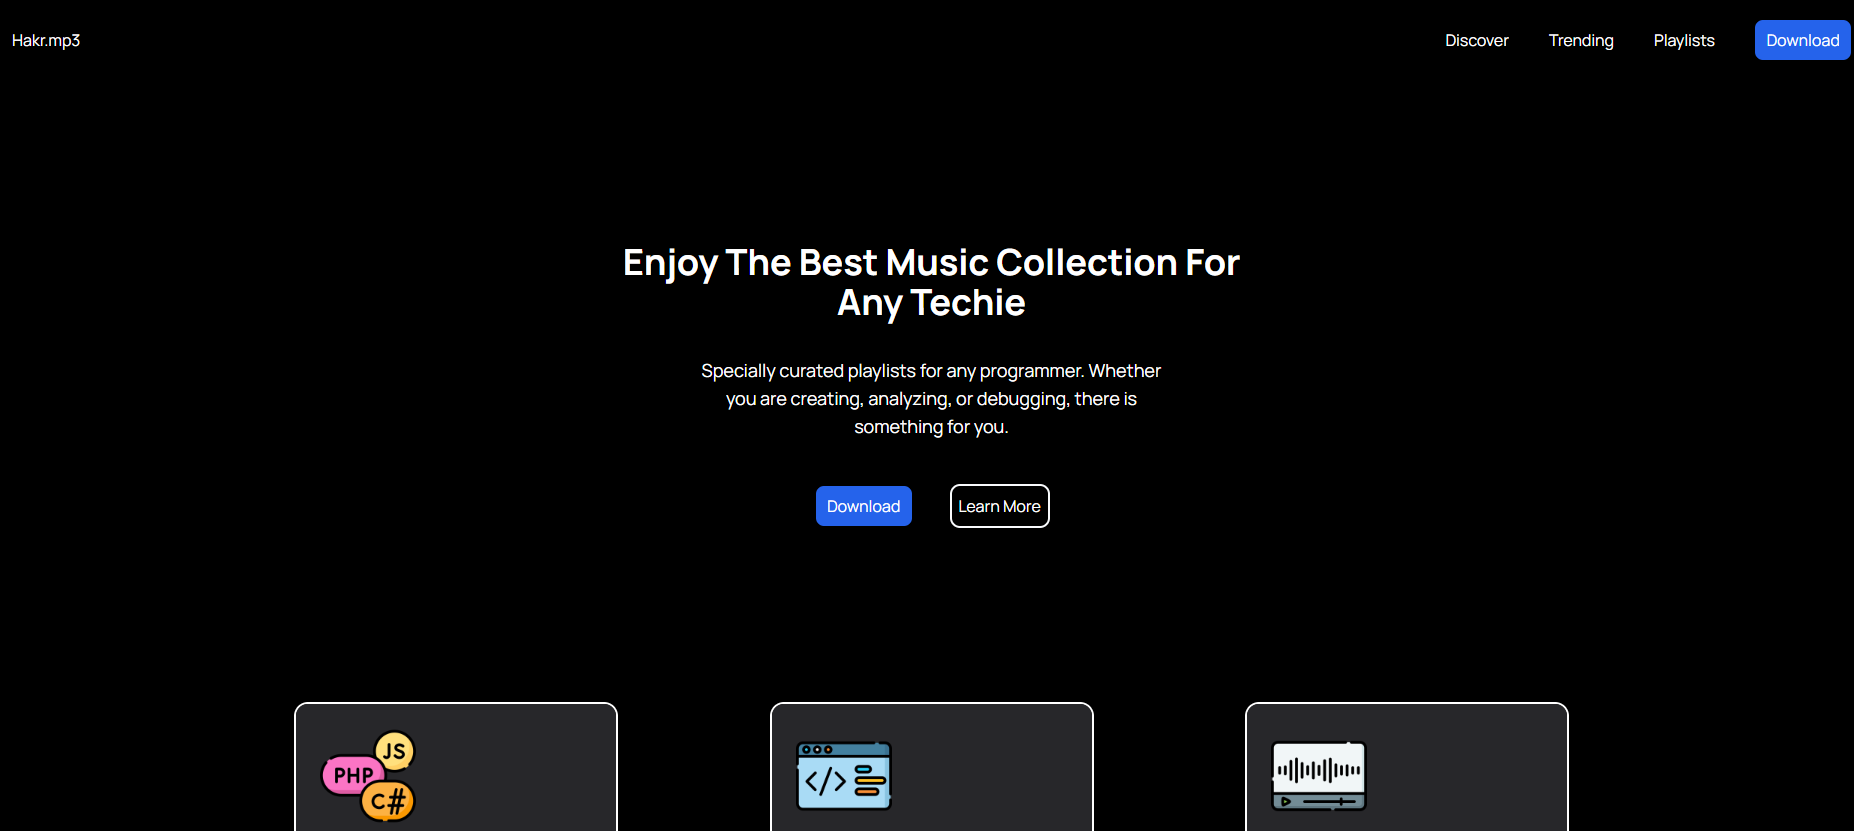 Hakr.mp3
Discover
Trending
Playlists
Download
Enjoy The Best Music Collection For
Any Techie
Specially curated playlists for any programmer. Whether
you are creating, analyzing, or debugging, there is
something for you.
Download
Learn More
JS
PHP
C#
</>